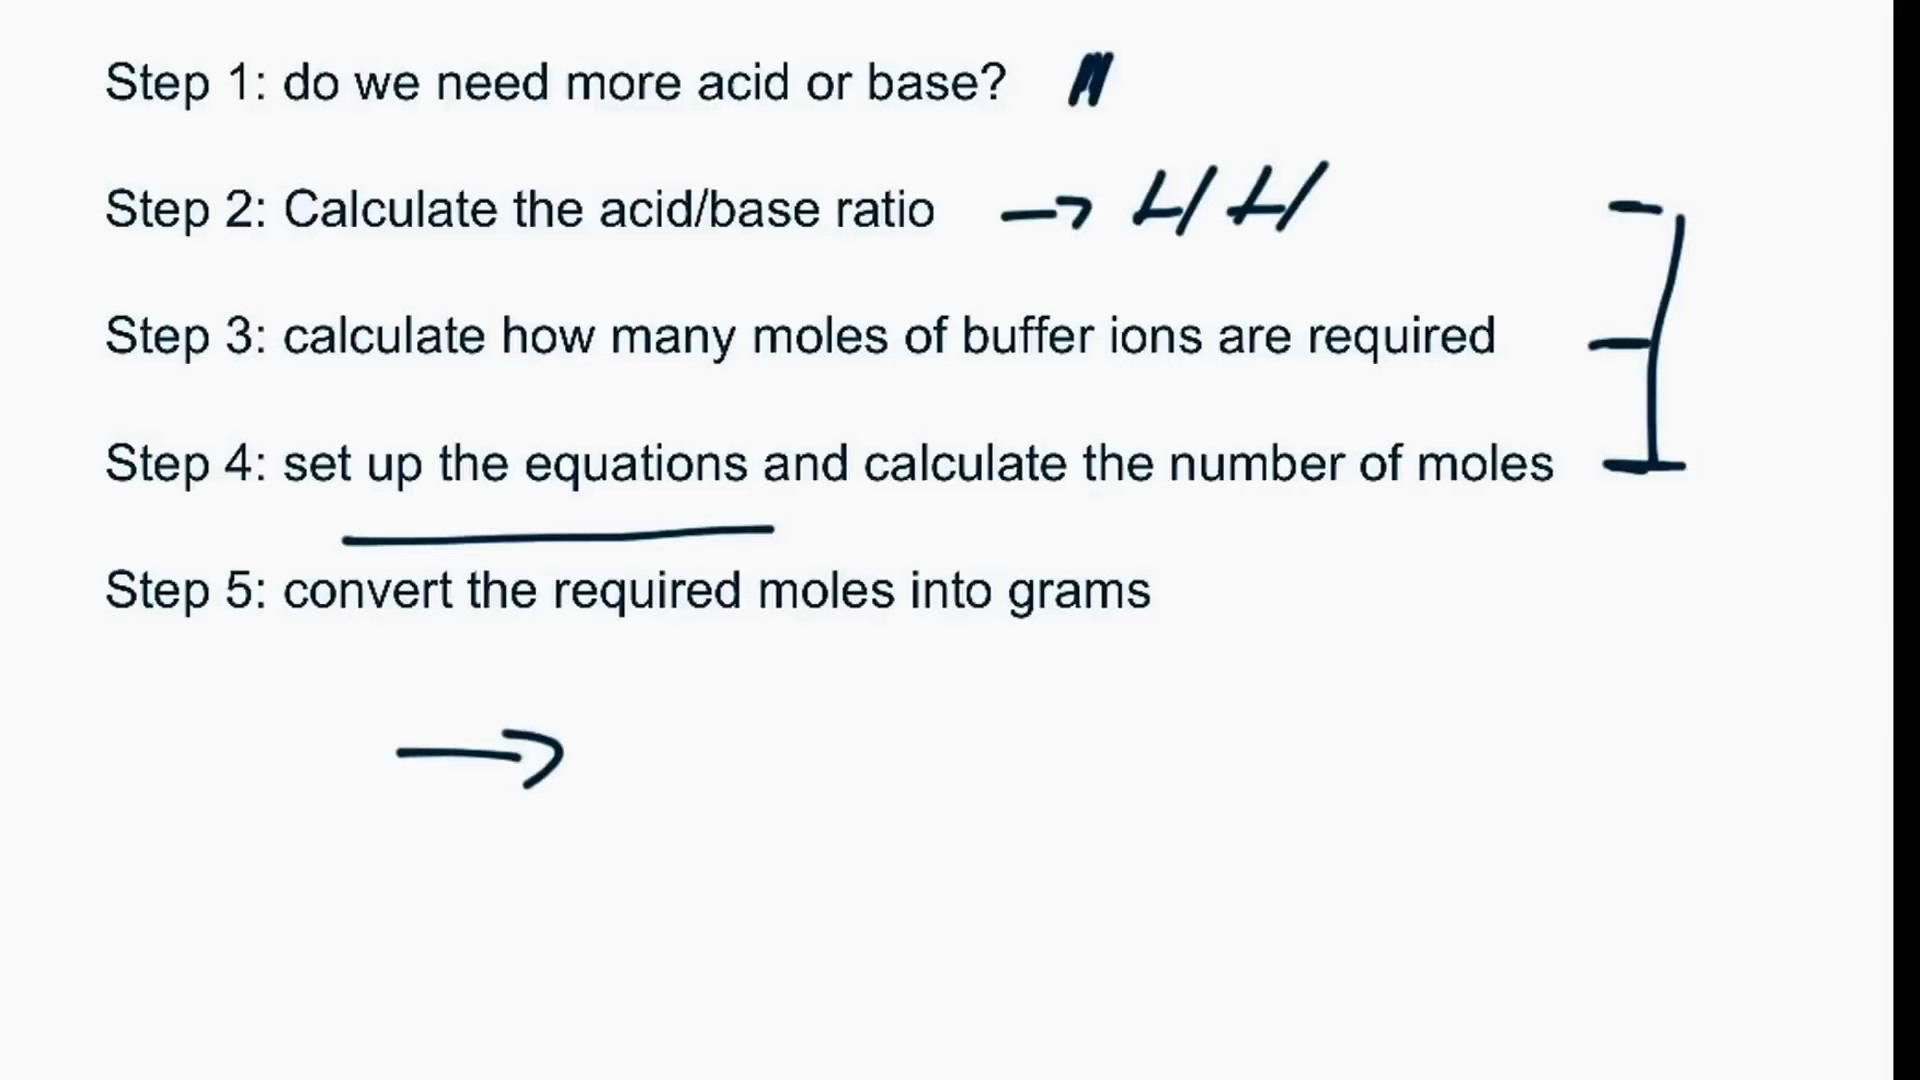 Step 1: do we need more acid or base?
Step 2: Calculate the acid/base ratio → HH
Step 3: calculate how many moles of buffer ions are required
Step 4: set up the equations and calculate the number of moles
Step 5: convert the required moles into grams
→